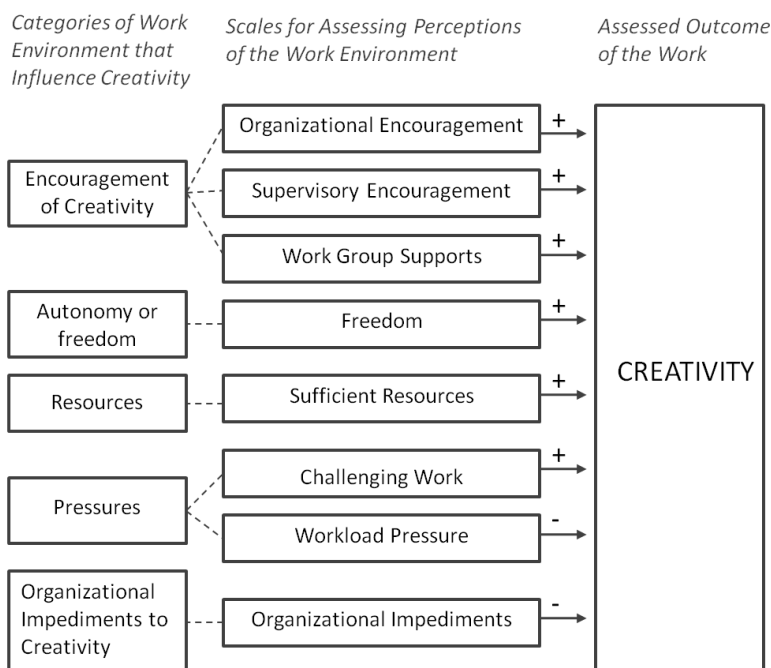 Categories of Work
Environment that
Influence Creativity
Scales for Assessing Perceptions
of the Work Environment
Assessed Outcome
of the Work
Encouragement
of Creativity
Autonomy or
freedom
Resources
Pressures
Organizational
Impediments to
Creativity
Organizational Encouragement
+
Supervisory Encouragement
+
Work Group Supports
+
Freedom
+
Sufficient Resources
+
Challenging Work
+
Workload Pressure
-
Organizational Impediments
-
CREATIVITY